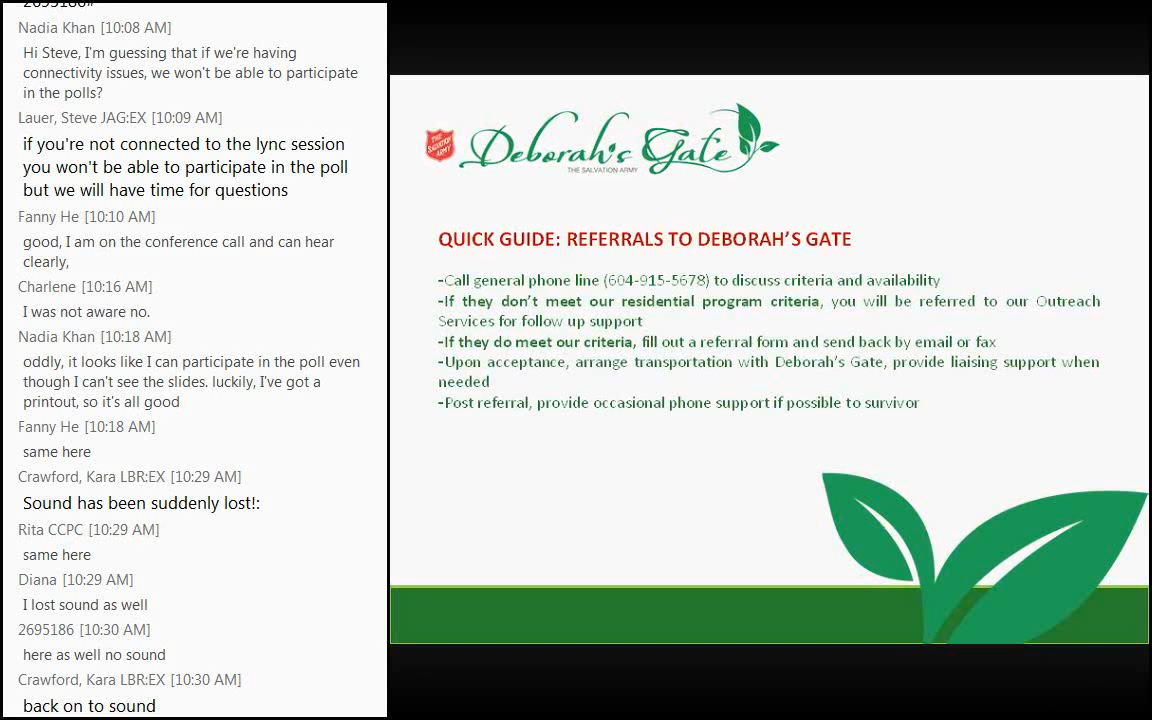 2695186#
Nadia Khan [10:08 AM]
Hi Steve, I'm guessing that if we're having
connectivity issues, we won't be able to participate
in the polls?
Lauer, Steve JAG:EX [10:09 AM]
if you're not connected to the lync session
you won't be able to participate in the poll
but we will have time for questions
Fanny He [10:10 AM]
good, I am on the conference call and can hear
clearly,
Charlene [10:16 AM]
I was not aware no.
Nadia Khan [10:18 AM]
oddly, it looks like I can participate in the poll even
though I can't see the slides. luckily, I've got a
printout, so it's all good
Fanny He [10:18 AM]
same here
Crawford, Kara LBR:EX [10:29 AM]
Sound has been suddenly lost!:
Rita CCPC [10:29 AM]
same here
Diana [10:29 AM]
I lost sound as well
2695186 [10:30 AM]
here as well no sound
Crawford, Kara LBR:EX [10:30 AM]
back on to sound
THE
SALVATION
ARMY
Deborah's Gate
THE SALVATION ARMY
QUICK GUIDE: REFERRALS TO DEBORAH’S GATE
-Call general phone line (604-915-5678) to discuss criteria and availability
-If they don’t meet our residential program criteria, you will be referred to our Outreach
Services for follow up support
-If they do meet our criteria, fill out a referral form and send back by email or fax
-Upon acceptance, arrange transportation with Deborah’s Gate, provide liaising support when
needed
-Post referral, provide occasional phone support if possible to survivor